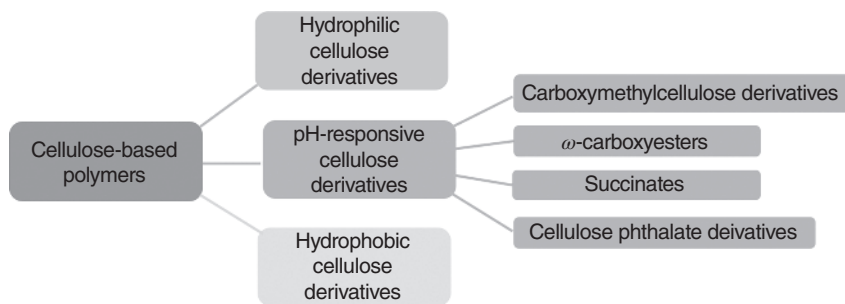 Cellulose-based
polymers
Hydrophilic
cellulose
derivatives
pH-responsive
cellulose
derivatives
Hydrophobic
cellulose
derivatives
Carboxymethylcellulose derivatives
ω-carboxyesters
Succinates
Cellulose phthalate deivatives